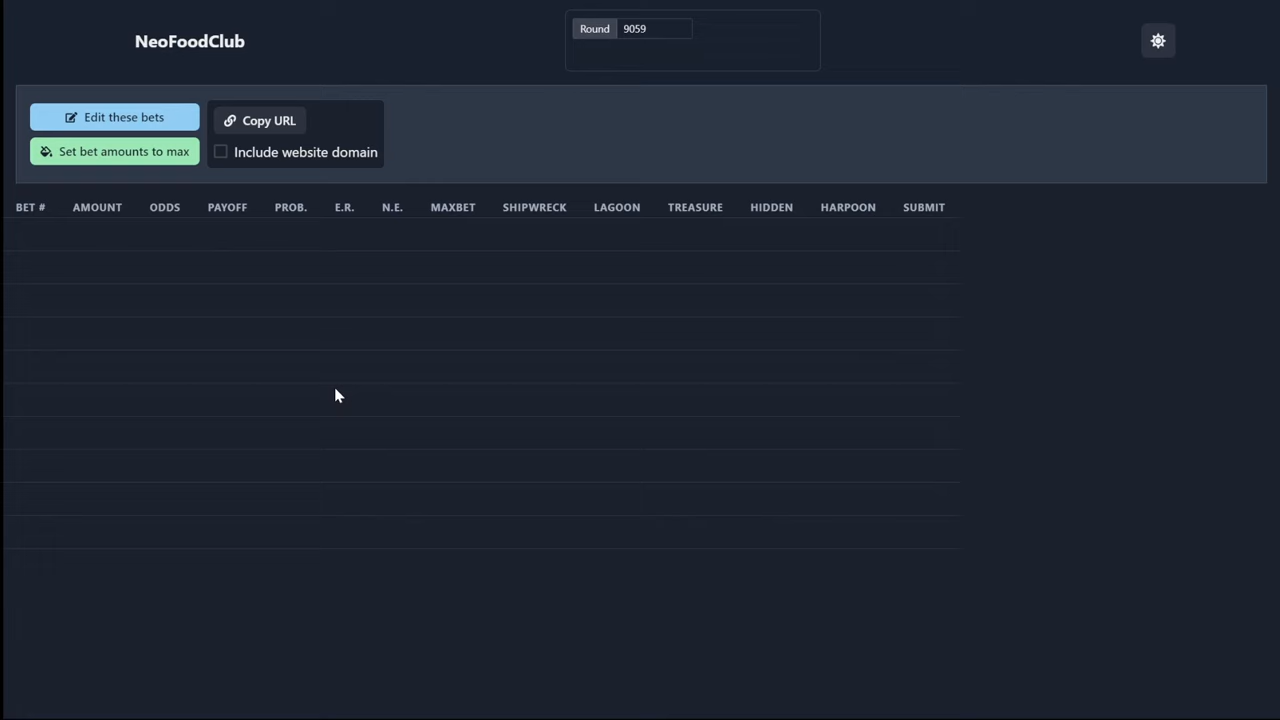 NeoFoodClub
Round 9059
Edit these bets
Set bet amounts to max
Copy URL
Include website domain
BET # AMOUNT ODDS PAYOFF PROB. E.R. N.E. MAXBET SHIPWRECK LAGOON TREASURE HIDDEN HARPOON SUBMIT